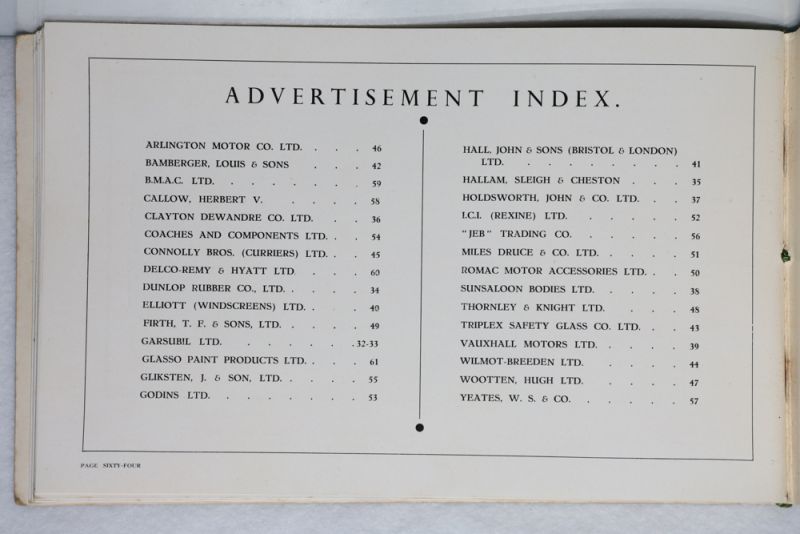 ADVERTISEMENT INDEX.
ARLINGTON MOTOR CO. LTD. . . . 46
BAMBERGER, LOUIS & SONS . . . 42
B.M.A.C. LTD. . . . . . . . 59
CALLOW, HERBERT V. . . . . 58
CLAYTON DEWANDRE CO. LTD. . . 36
COACHES AND COMPONENTS LTD. . . 54
CONNOLLY BROS. (CURRIERS) LTD. . . 45
DELCO-REMY & HYATT LTD . . . 60
DUNLOP RUBBER CO., LTD. . . . . 34
ELLIOTT (WINDSCREENS) LTD. . . . 40
FIRTH, T. F. & SONS, LTD. . . . . 49
GARSUBIL LTD. . . . . . . 32-33
GLASSO PAINT PRODUCTS LTD. . . . 61
GLIKSTEN, J. & SON, LTD. . . . . 55
GODINS LTD. . . . . . . . 53
HALL, JOHN & SONS (BRISTOL & LONDON)
LTD. . . . . . . . . 41
HALLAM, SLEIGH & CHESTON . . . 35
HOLDSWORTH, JOHN & CO. LTD. . . 37
I.C.I. (REXINE) LTD. . . . . . 52
"JEB" TRADING CO. . . . . . 56
MILES DRUCE & CO. LTD. . . . . 51
ROMAC MOTOR ACCESSORIES LTD. . . 50
SUNSALOON BODIES LTD. . . . . 38
THORNLEY & KNIGHT LTD. . . . . 48
TRIPLEX SAFETY GLASS CO. LTD. . . 43
VAUXHALL MOTORS LTD. . . . . 39
WILMOT-BREEDEN LTD. . . . . 44
WOOTTEN, HUGH LTD. . . . . 47
YEATES, W. S. & CO. . . . . . 57
PAGE SIXTY-FOUR